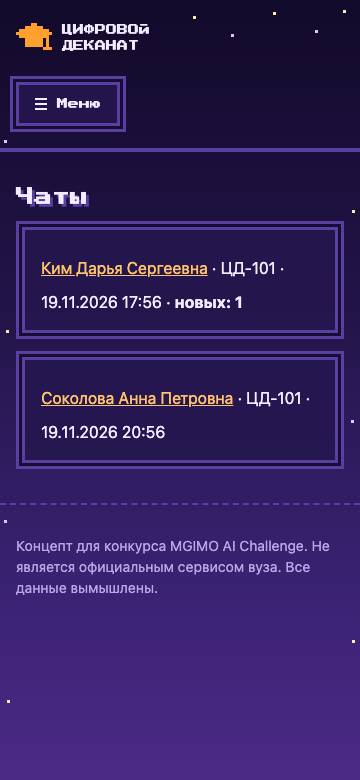 ЦИФРОВОЙ
ДЕКАНАТ
☰ Меню
Чаты
Ким Дарья Сергеевна · ЦД-101 ·
19.11.2026 17:56 · новых: 1
Соколова Анна Петровна · ЦД-101 ·
19.11.2026 20:56
Концепт для конкурса MGIMO AI Challenge. Не
является официальным сервисом вуза. Все
данные вымышлены.